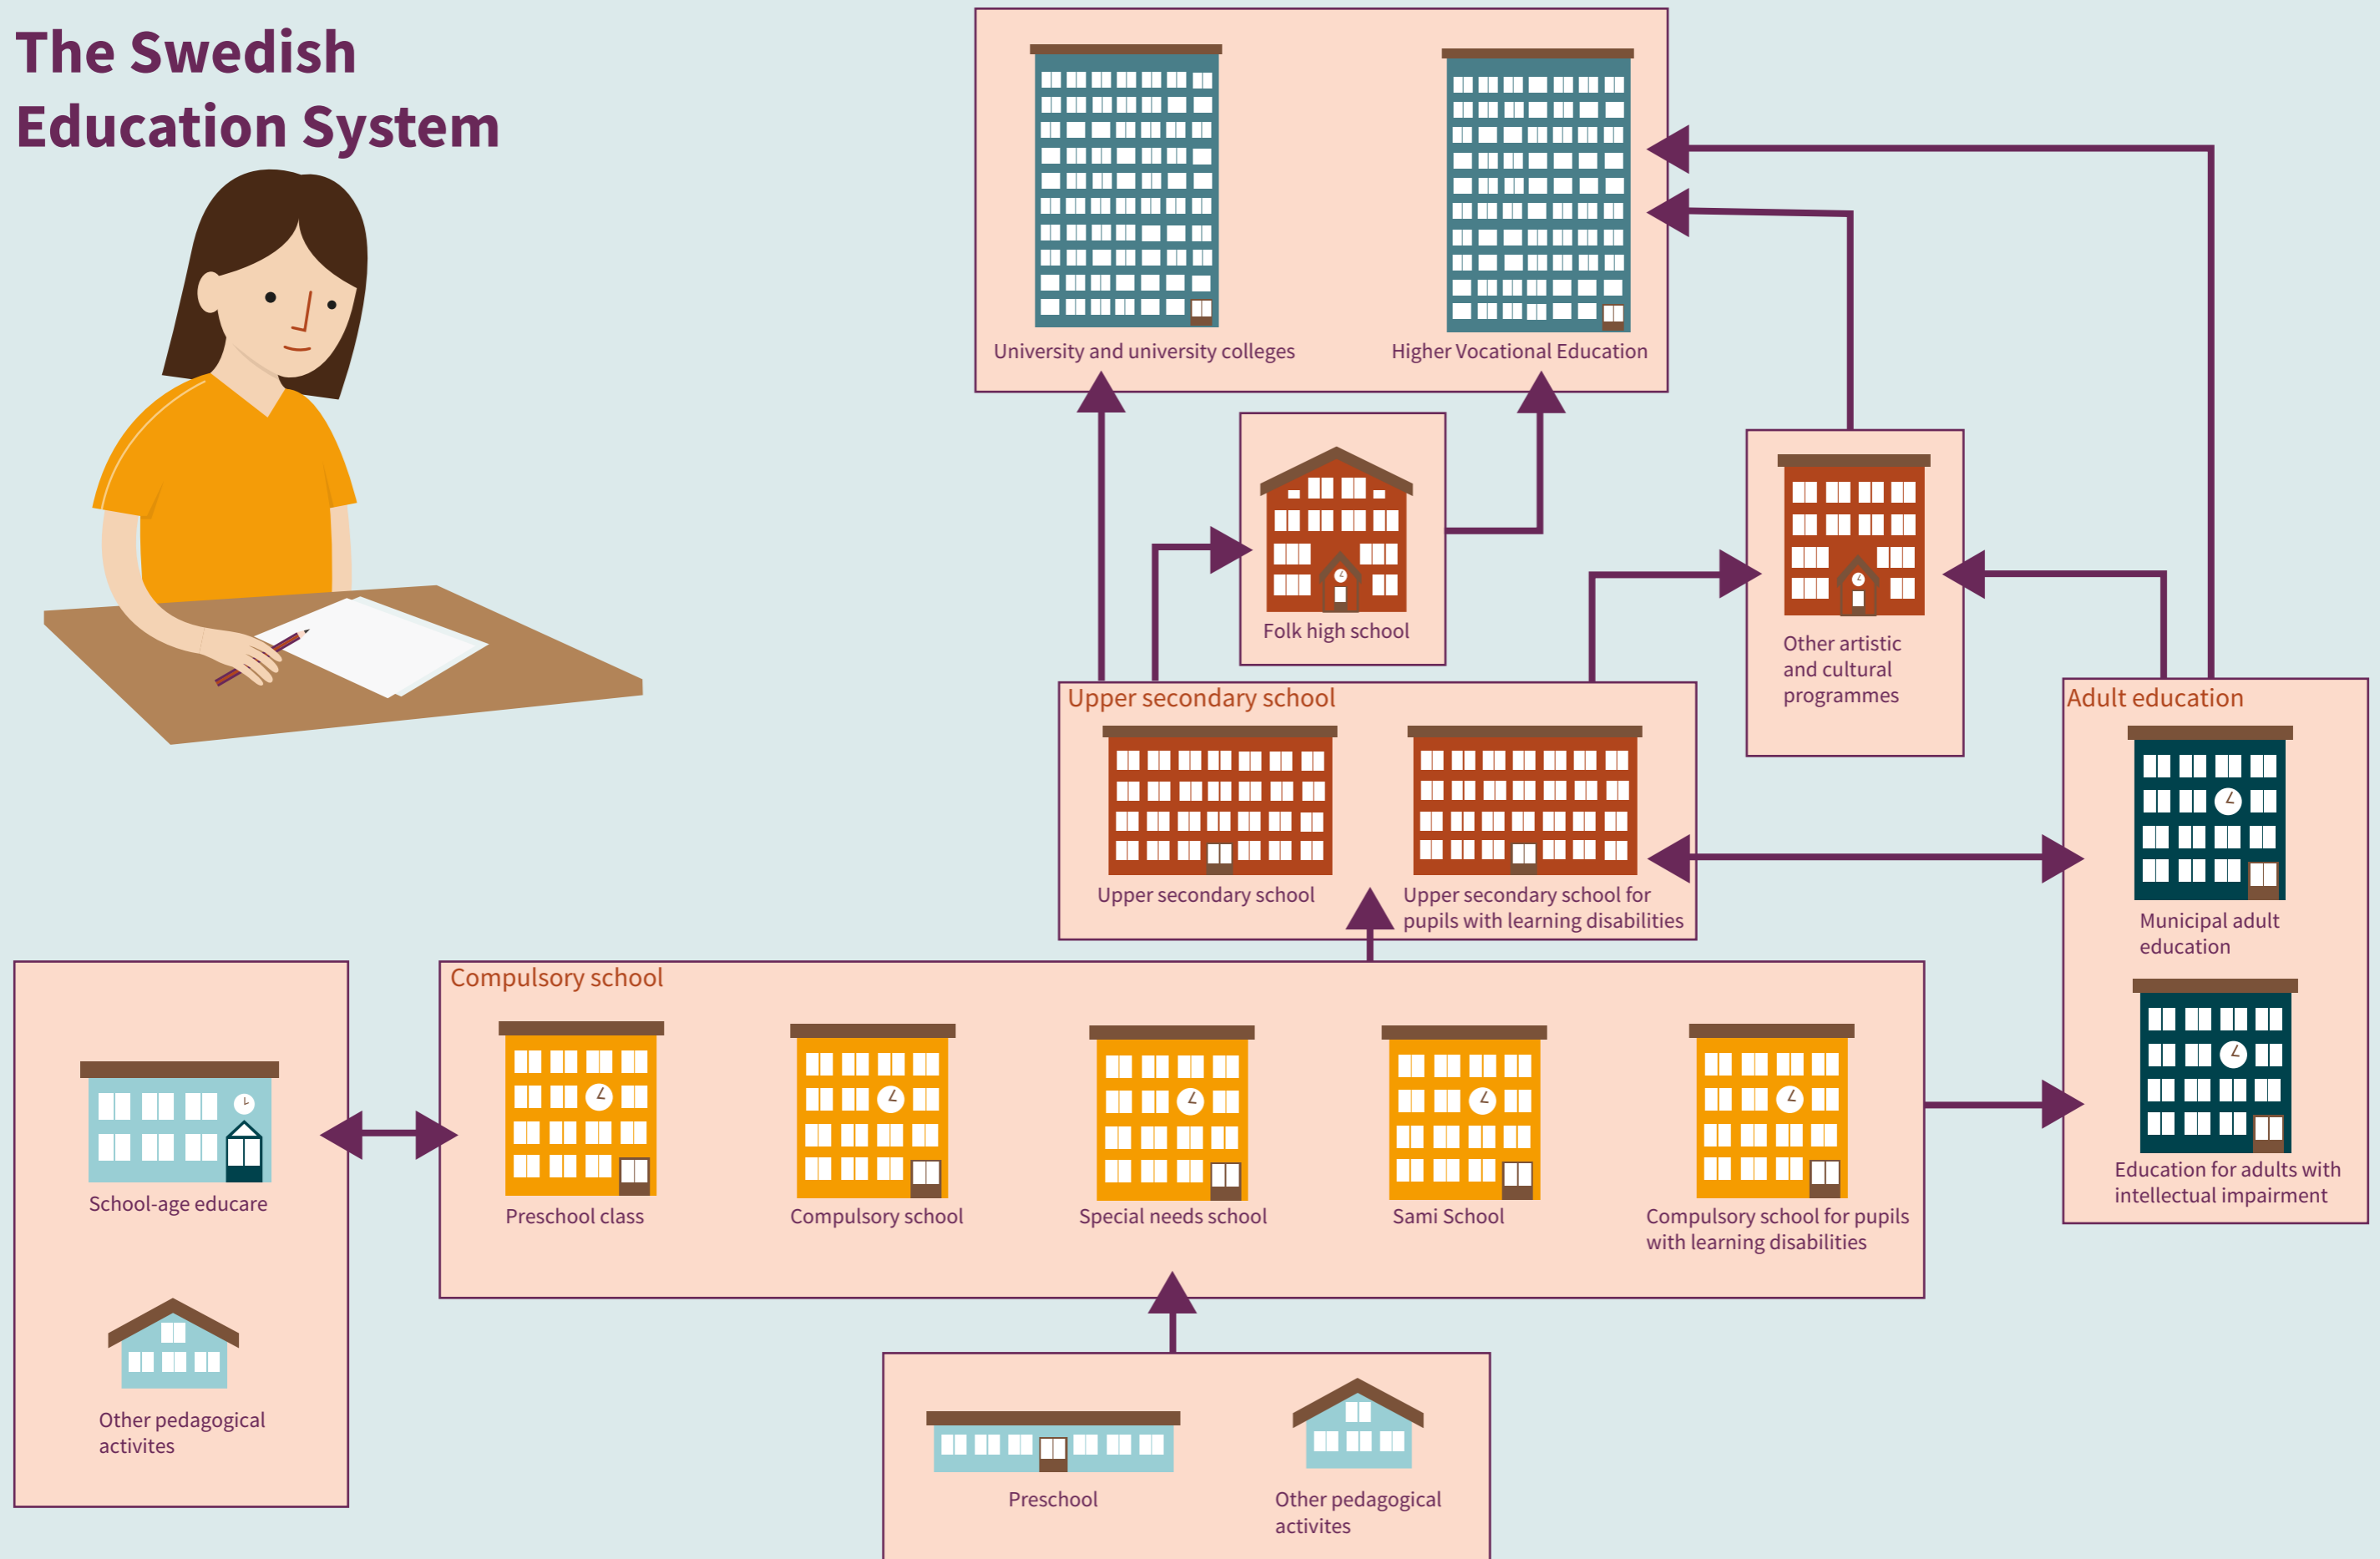 The Swedish
Education System
University and university colleges
Higher Vocational Education
Folk high school
Other artistic
and cultural
programmes
Upper secondary school
Upper secondary school
Upper secondary school for
pupils with learning disabilities
Adult education
Municipal adult
education
Education for adults with
intellectual impairment
Compulsory school
Preschool class
Compulsory school
Special needs school
Sami School
Compulsory school for pupils
with learning disabilities
School-age educare
Other pedagogical
activites
Preschool
Other pedagogical
activites